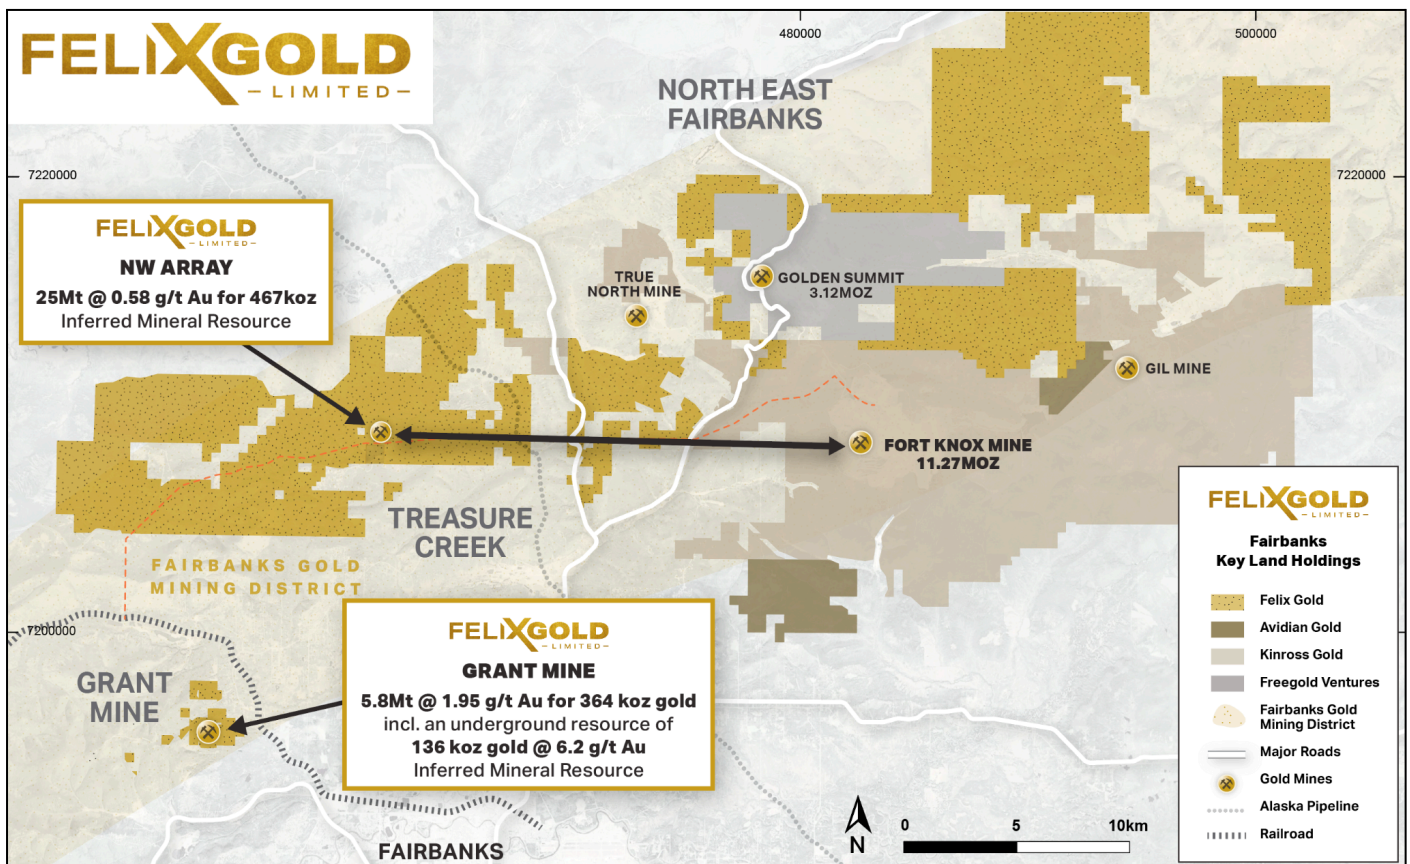 FELIXGOLD
LIMITED
480000
500000
NORTH EAST
FAIRBANKS
7220000
7220000
FELIXGOLD
LIMITED
NW ARRAY
25Mt @ 0.58 g/t Au for 467koz
Inferred Mineral Resource
TRUE
NORTH MINE
GOLDEN SUMMIT
3.12MOZ
GIL MINE
FORT KNOX MINE
11.27MOZ
TREASURE
CREEK
FAIRBANKS GOLD
MINING DISTRICT
7200000
GRANT
MINE
FELIXGOLD
LIMITED
GRANT MINE
5.8Mt @ 1.95 g/t Au for 364 koz gold
incl. an underground resource of
136 koz gold @ 6.2 g/t Au
Inferred Mineral Resource
FAIRBANKS
N
0
5
10km
FELIXGOLD
LIMITED
Fairbanks
Key Land Holdings
Felix Gold
Avidian Gold
Kinross Gold
Freegold Ventures
Fairbanks Gold
Mining District
Major Roads
Gold Mines
Alaska Pipeline
Railroad